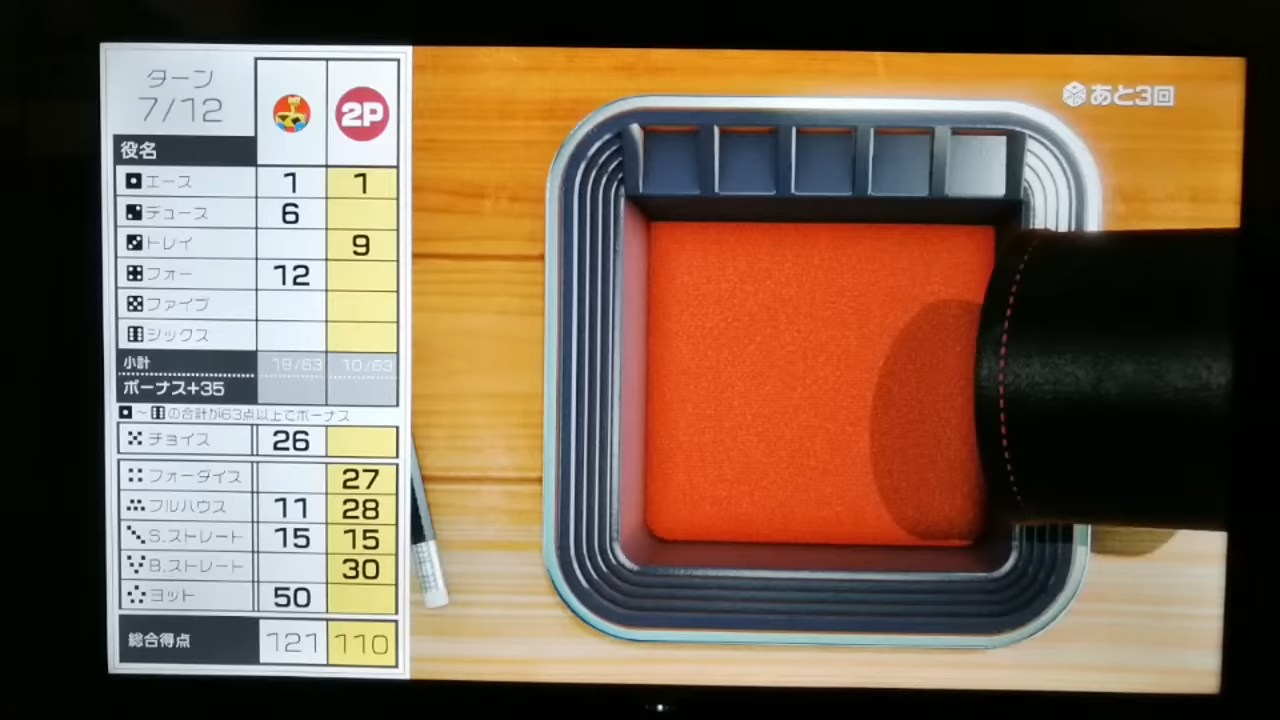 ターン
7/12
2P
あと3回
役名
エース 1 1
デュース 6
トレイ 9
フォー 12
ファイブ
シックス
小計 19/63 10/63
ボーナス+35
~の合計が63点以上でボーナス
チョイス 26
フォーダイス 27
フルハウス 11 28
S.ストレート 15 15
B.ストレート 30
ヨット 50
総合得点 121 110